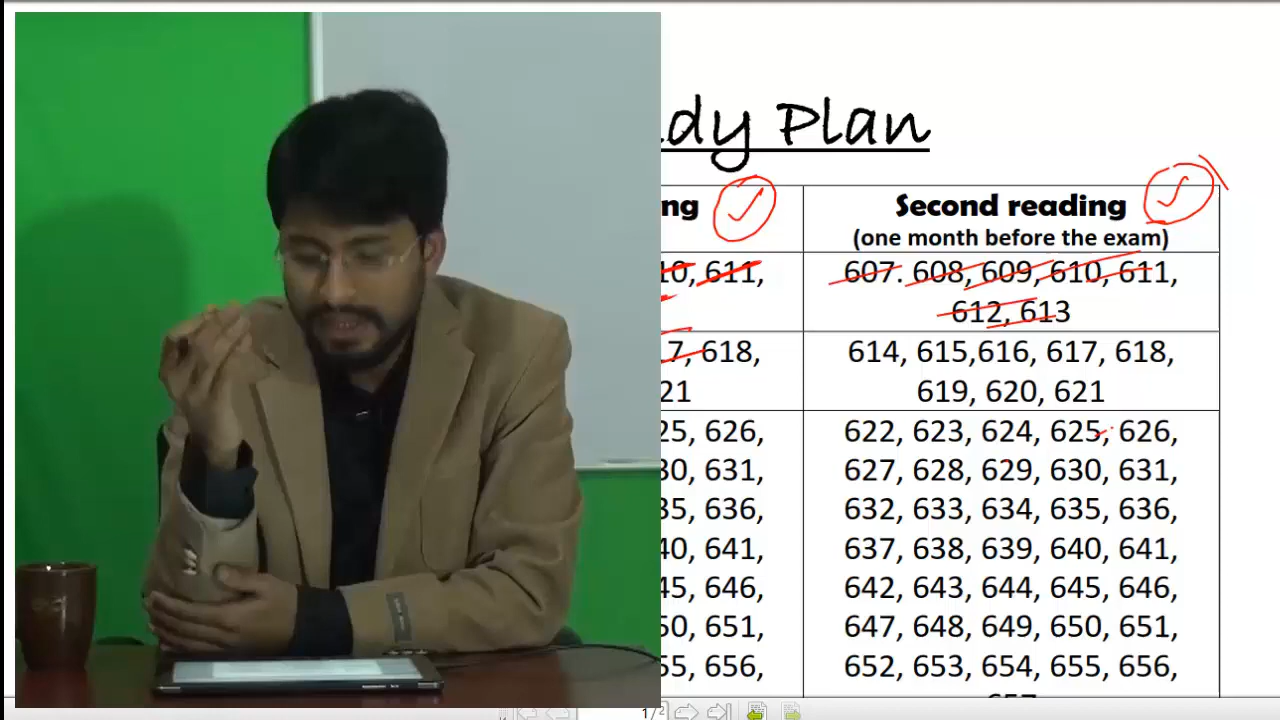 dy Plan
ng
Second reading
(one month before the exam)
10, 611,
607. 608, 609, 610, 611,
612, 613
17, 618,
614, 615,616, 617, 618,
21
619, 620, 621
25, 626,
622, 623, 624, 625, 626,
30, 631,
627, 628, 629, 630, 631,
35, 636,
632, 633, 634, 635, 636,
40, 641,
637, 638, 639, 640, 641,
45, 646,
642, 643, 644, 645, 646,
50, 651,
647, 648, 649, 650, 651,
55, 656,
652, 653, 654, 655, 656,
1/2